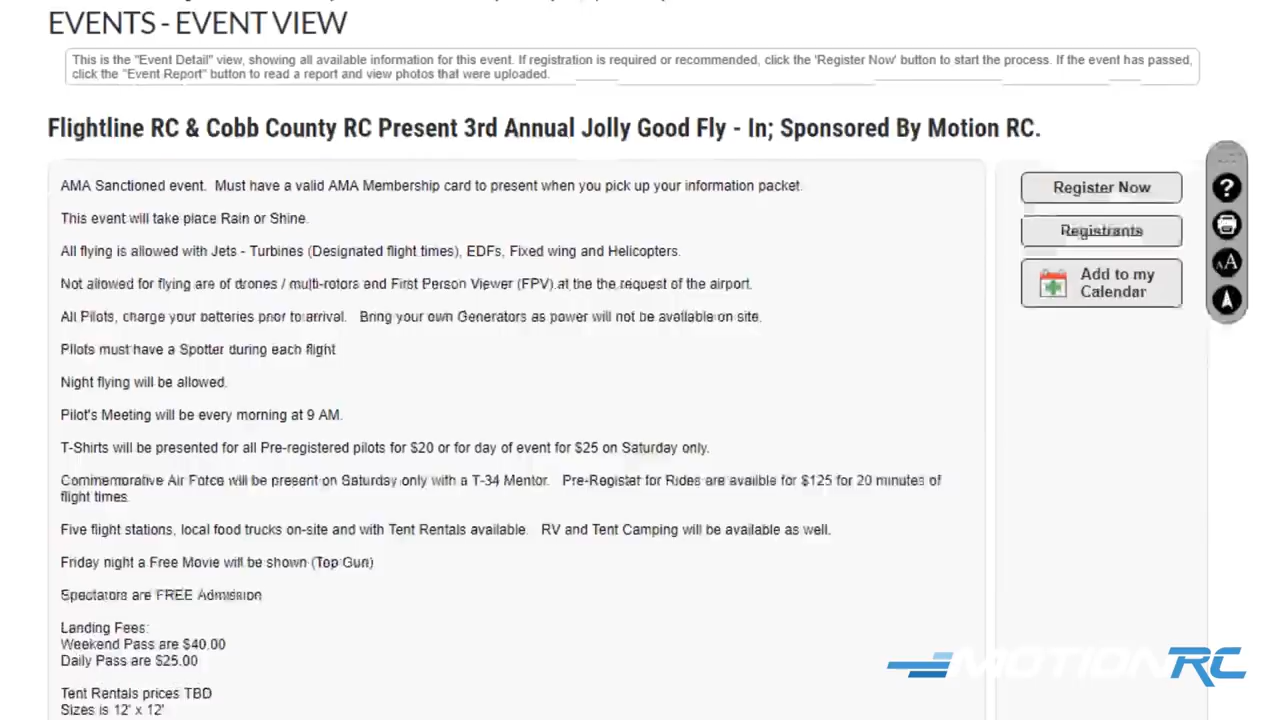 EVENTS - EVENT VIEW
This is the "Event Detail" view, showing all available information for this event. If registration is required or recommended, click the 'Register Now' button to start the process. If the event has passed,
click the "Event Report" button to read a report and view photos that were uploaded.
Flightline RC & Cobb County RC Present 3rd Annual Jolly Good Fly - In; Sponsored By Motion RC.
AMA Sanctioned event. Must have a valid AMA Membership card to present when you pick up your information packet.
This event will take place Rain or Shine.
All flying is allowed with Jets - Turbines (Designated flight times), EDFs, Fixed wing and Helicopters.
Not allowed for flying are of drones / multi-rotors and First Person Viewer (FPV).at the the.request of the airport.
All Pilots, charge your batteries prior to arrival. Bring your own Generators as power will not be available on site.
Pilots must have a Spotter during each flight
Night flying will be allowed.
Pilot's Meeting will be every morning at 9 AM.
T-Shirts will be presented for all Pre-registered pilots for $20 or for day of event for $25 on Saturday only.
Commemorative Air Force will be present on Saturday only with a T-34 Mentor. Pre-Register for Rides are availble for $125 for 20 minutes of
flight times.
Five flight stations, local food trucks on-site and with Tent Rentals available. RV and Tent Camping will be available as well.
Friday night a Free Movie will be shown (Top Gun)
Spectators are FREE Admission
Landing Fees:
Weekend Pass are $40.00
Daily Pass are $25.00
Tent Rentals prices TBD
Sizes is 12' x 12'
Register Now
Registrants
Add to my
Calendar
?
AA
MOTION RC